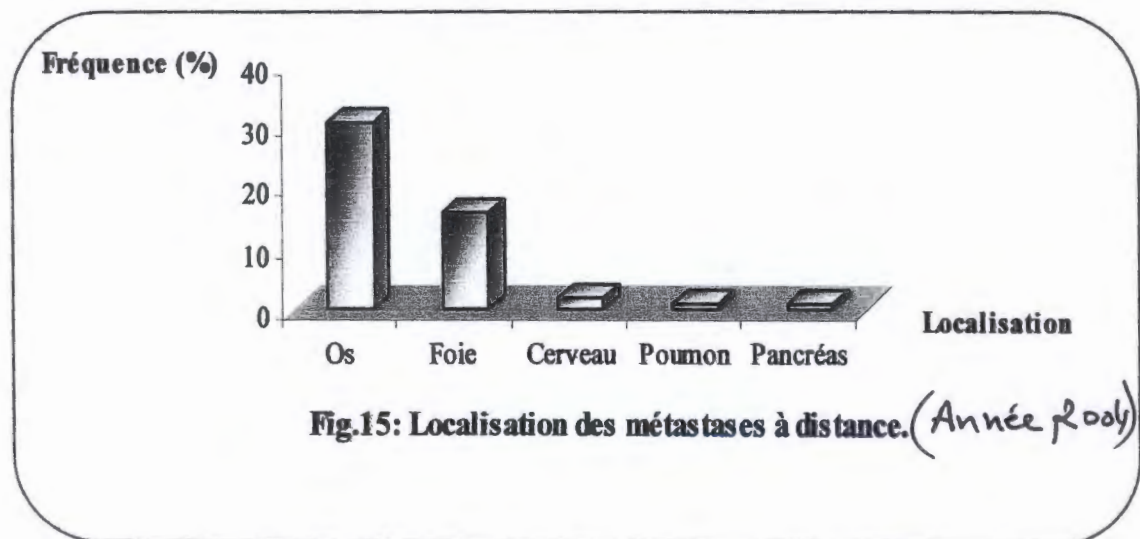 Fréquence (%)
40
30
20
10
0
Os Foie Cerveau Poumon Pancréas
Localisation
Fig.15: Localisation des métastases à distance. (Année 2004)